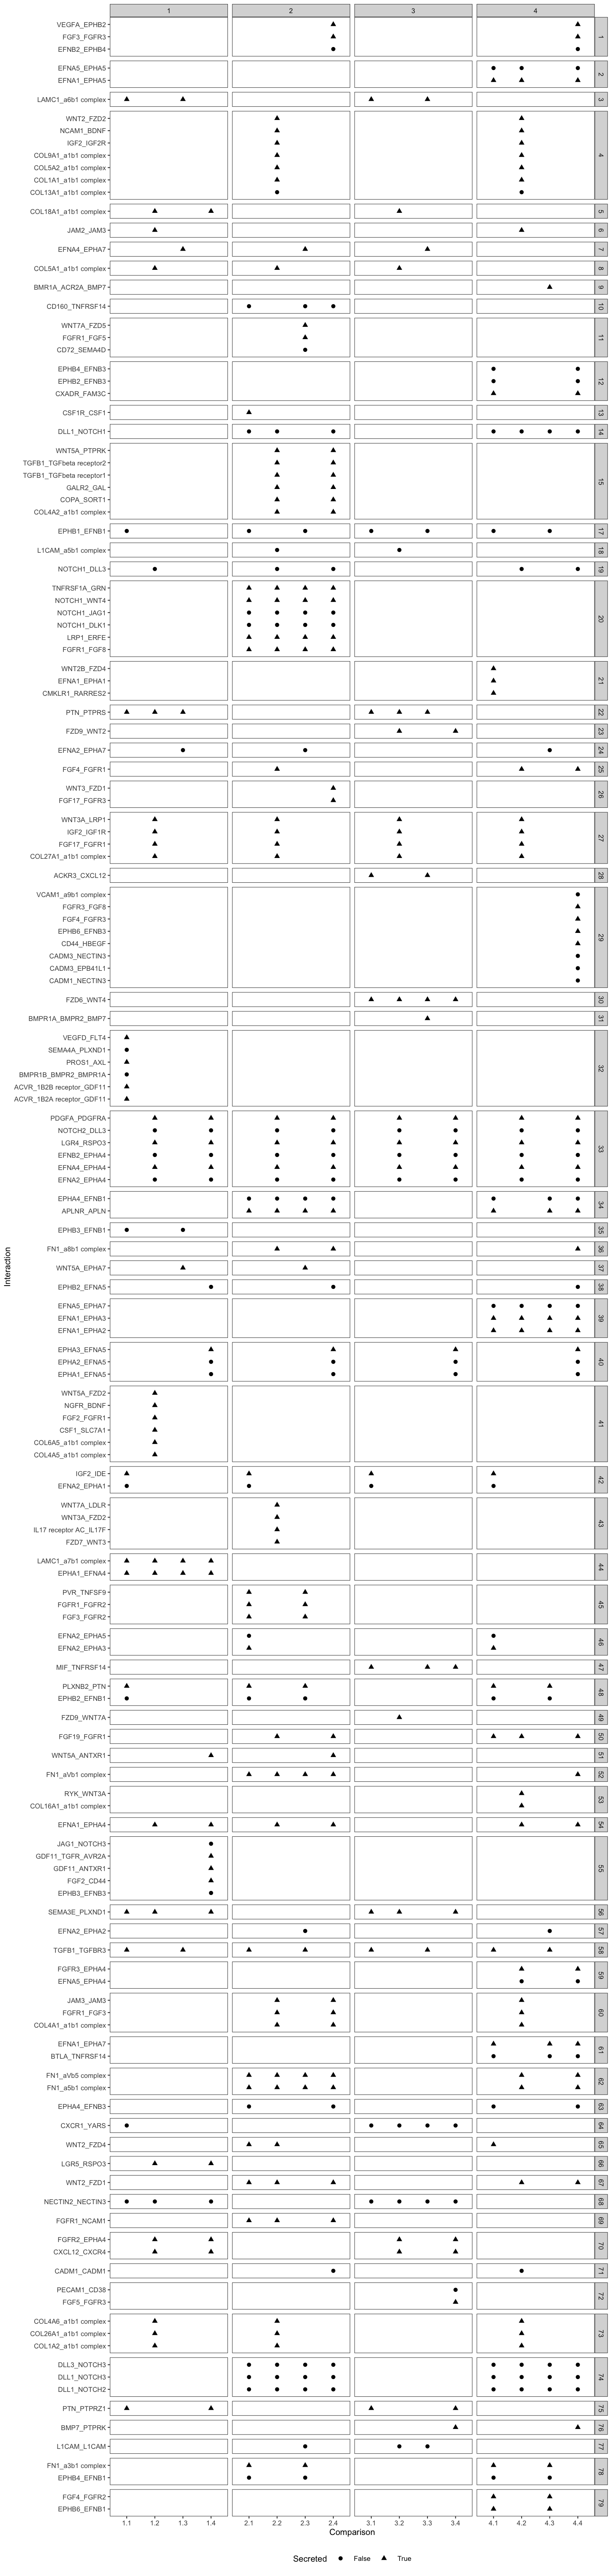 1 2 3 4
VEGFA_EPHB2
FGF3_FGFR3
EFNB2_EPHB4
1
EFNA5_EPHA5
EFNA1_EPHA5
2
LAMC1_a6b1 complex
3
WNT2_FZD2
NCAM1_BDNF
IGF2_IGF2R
COL9A1_a1b1 complex
COL5A2_a1b1 complex
COL1A1_a1b1 complex
COL13A1_a1b1 complex
4
COL18A1_a1b1 complex
5
JAM2_JAM3
6
EFNA4_EPHA7
7
COL5A1_a1b1 complex
8
BMR1A_ACR2A_BMP7
9
CD160_TNFRSF14
10
WNT7A_FZD5
FGFR1_FGF5
CD72_SEMA4D
11
EPHB4_EFNB3
EPHB2_EFNB3
CXADR_FAM3C
12
CSF1R_CSF1
13
DLL1_NOTCH1
14
WNT5A_PTPRK
TGFB1_TGFbeta receptor2
TGFB1_TGFbeta receptor1
GALR2_GAL
COPA_SORT1
COL4A2_a1b1 complex
15
EPHB1_EFNB1
17
L1CAM_a5b1 complex
18
NOTCH1_DLL3
19
TNFRSF1A_GRN
NOTCH1_WNT4
NOTCH1_JAG1
NOTCH1_DLK1
LRP1_ERFE
FGFR1_FGF8
20
WNT2B_FZD4
EFNA1_EPHA1
CMKLR1_RARRES2
21
PTN_PTPRS
22
FZD9_WNT2
23
EFNA2_EPHA7
24
FGF4_FGFR1
25
WNT3_FZD1
FGF17_FGFR3
26
WNT3A_LRP1
IGF2_IGF1R
FGF17_FGFR1
COL27A1_a1b1 complex
27
ACKR3_CXCL12
28
VCAM1_a9b1 complex
FGFR3_FGF8
FGF4_FGFR3
EPHB6_EFNB3
CD44_HBEGF
CADM3_NECTIN3
CADM3_EPB41L1
CADM1_NECTIN3
29
FZD6_WNT4
30
BMPR1A_BMPR2_BMP7
31
VEGFD_FLT4
SEMA4A_PLXND1
PROS1_AXL
BMPR1B_BMPR2_BMPR1A
ACVR_1B2B receptor_GDF11
ACVR_1B2A receptor_GDF11
32
PDGFA_PDGFRA
NOTCH2_DLL3
LGR4_RSPO3
EFNB2_EPHA4
EFNA4_EPHA4
EFNA2_EPHA4
33
EPHA4_EFNB1
APLNR_APLN
34
EPHB3_EFNB1
35
FN1_a8b1 complex
36
WNT5A_EPHA7
37
EPHB2_EFNA5
38
EFNA5_EPHA7
EFNA1_EPHA3
EFNA1_EPHA2
39
EPHA3_EFNA5
EPHA2_EFNA5
EPHA1_EFNA5
40
WNT5A_FZD2
NGFR_BDNF
FGF2_FGFR1
CSF1_SLC7A1
COL6A5_a1b1 complex
COL4A5_a1b1 complex
41
IGF2_IDE
EFNA2_EPHA1
42
WNT7A_LDLR
WNT3A_FZD2
IL17 receptor AC_IL17F
FZD7_WNT3
43
LAMC1_a7b1 complex
EPHA1_EFNA4
44
PVR_TNFSF9
FGFR1_FGFR2
FGF3_FGFR2
45
EFNA2_EPHA5
EFNA2_EPHA3
46
MIF_TNFRSF14
47
PLXNB2_PTN
EPHB2_EFNB1
48
FZD9_WNT7A
49
FGF19_FGFR1
50
WNT5A_ANTXR1
51
FN1_aVb1 complex
52
RYK_WNT3A
COL16A1_a1b1 complex
53
EFNA1_EPHA4
54
JAG1_NOTCH3
GDF11_TGFR_AVR2A
GDF11_ANTXR1
FGF2_CD44
EPHB3_EFNB3
55
SEMA3E_PLXND1
56
EFNA2_EPHA2
57
TGFB1_TGFBR3
58
FGFR3_EPHA4
EFNA5_EPHA4
59
JAM3_JAM3
FGFR1_FGF3
COL4A1_a1b1 complex
60
EFNA1_EPHA7
BTLA_TNFRSF14
61
FN1_aVb5 complex
FN1_a5b1 complex
62
EPHA4_EFNB3
63
CXCR1_YARS
64
WNT2_FZD4
65
LGR5_RSPO3
66
WNT2_FZD1
67
NECTIN2_NECTIN3
68
FGFR1_NCAM1
69
FGFR2_EPHA4
CXCL12_CXCR4
70
CADM1_CADM1
71
PECAM1_CD38
FGF5_FGFR3
72
COL4A6_a1b1 complex
COL26A1_a1b1 complex
COL1A2_a1b1 complex
73
DLL3_NOTCH3
DLL1_NOTCH3
DLL1_NOTCH2
74
PTN_PTPRZ1
75
BMP7_PTPRK
76
L1CAM_L1CAM
77
FN1_a3b1 complex
EPHB4_EFNB1
78
FGF4_FGFR2
EPHB6_EFNB1
79
1.1 1.2 1.3 1.4 2.1 2.2 2.3 2.4 3.1 3.2 3.3 3.4 4.1 4.2 4.3 4.4
Comparison
Interaction
Secreted False True